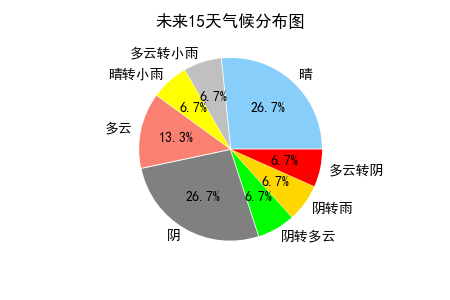 未来15天气候分布图
多云转小雨
晴
晴转小雨
6.7%
6.7%
26.7%
多云
13.3%
6.7%
多云转阴
6.7%
26.7%
6.7%
阴转雨
阴
阴转多云